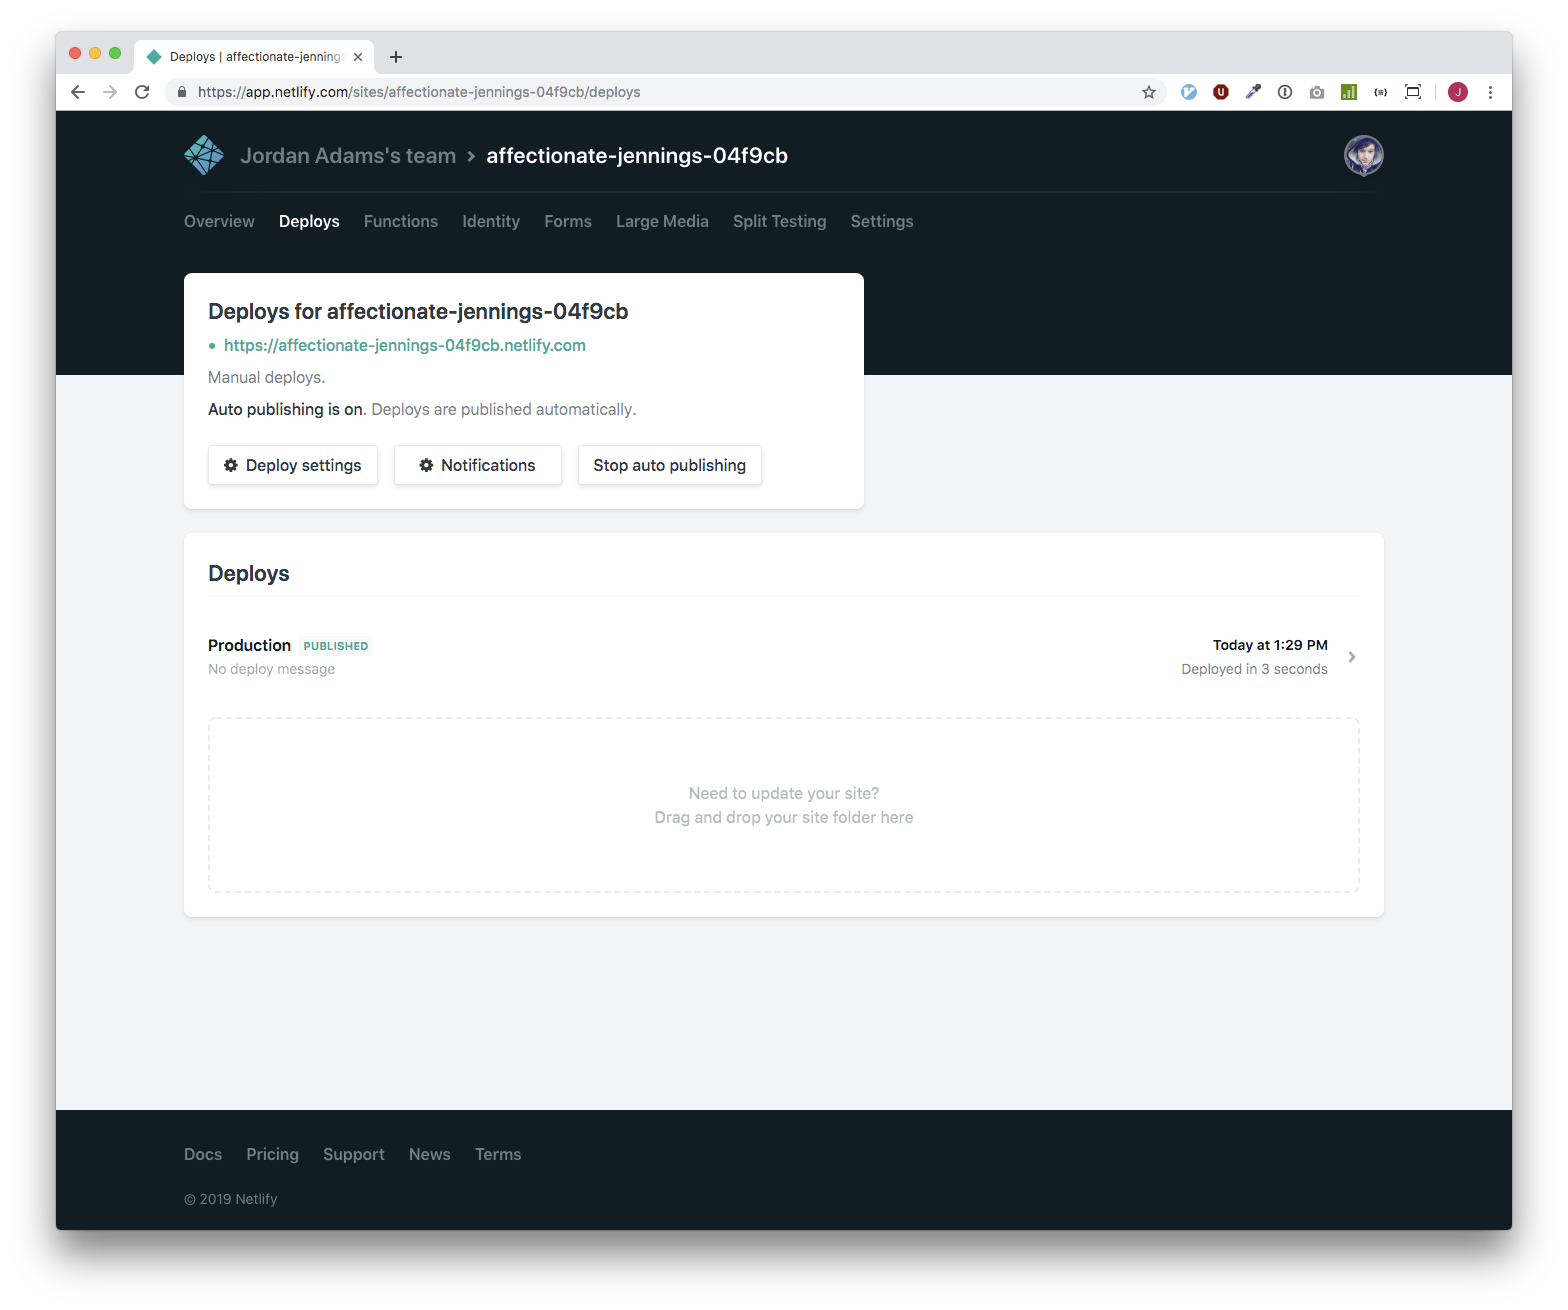 Deploys | affectionate-jennings
https://app.netlify.com/sites/affectionate-jennings-04f9cb/deploys
J
Jordan Adams's team > affectionate-jennings-04f9cb
Overview Deploys Functions Identity Forms Large Media Split Testing Settings
Deploys for affectionate-jennings-04f9cb
• https://affectionate-jennings-04f9cb.netlify.com
Manual deploys.
Auto publishing is on. Deploys are published automatically.
Deploy settings Notifications Stop auto publishing
Deploys
Production PUBLISHED Today at 1:29 PM
No deploy message Deployed in 3 seconds
Need to update your site?
Drag and drop your site folder here
Docs Pricing Support News Terms
© 2019 Netlify